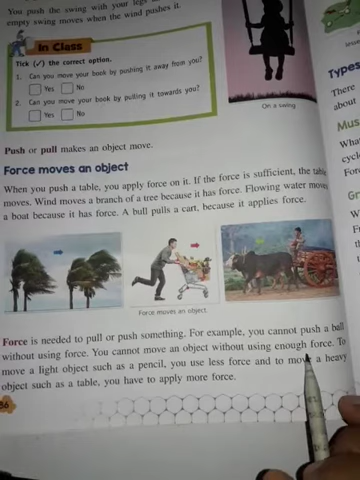 You push the swing with your legs
empty swing moves when the wind pushes it.
In Class
Tick (✓) the correct option.
1. Can you move your book by pushing it away from you?
Yes No
2. Can you move your book by pulling it towards you?
Yes No
On a swing
Push or pull makes an object move.
Force moves an object
When you push a table, you apply force on it. If the force is sufficient, the table
moves. Wind moves a branch of a tree because it has force. Flowing water moves
a boat because it has force. A bull pulls a cart, because it applies force.
Force moves an object.
Force is needed to pull or push something. For example, you cannot push a ball
without using force. You cannot move an object without using enough force. To
move a light object such as a pencil, you use less force and to move a heavy
object such as a table, you have to apply more force.
86
Types
There
about
Mus
What
cycl
Forc
Gr
W